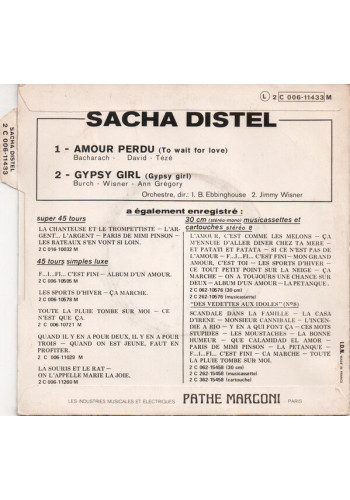 L 2 C 006-11433 M
SACHA DISTEL
2 C 006-11433
SACHA DISTEL
1 - AMOUR PERDU (To wait for love)
Bacharach - David - Tézé
2 - GYPSY GIRL (Gypsy girl)
Burch - Wisner - Ann Grégory
Orchestre, dir.: 1. B. Ebbinghouse 2. Jimmy Wisner
a également enregistré :
super 45 tours
LA CHANTEUSE ET LE TROMPETTISTE — L'AR-
GENT... L'ARGENT - PARIS DE MIMI PINSON -
LES BATEAUX S'EN VONT SI LOIN.
2 C 016-10032 M
45 tours simples luxe
F...I...FI... C'EST FINI – ALBUM D'UN AMOUR.
2 C 006-10505 M
LES SPORTS D'HIVER – ÇA MARCHE.
2 C 006-10576 M
TOUTE LA PLUIE TOMBE SUR MOI – CE
N'EST QUE ÇA.
2 C 006-10721 M
QUAND IL Y EN A POUR DEUX, IL Y EN A POUR
TROIS – QUAND ON EST JEUNE, FAUT EN
PROFITER.
2 C 006-11029 M
LA SOURIS ET LE RAT –
ON L'APPELLE MARIE LA JOIE.
2 C 006-11260 M
30 cm (stéréo-mono) musicassettes et
cartouches stéréo 8
L'AMOUR, C'EST COMME LES MELONS – ÇA
M'ENNUIE D'ALLER DINER CHEZ TA MERE –
ET PATATI ET PATATA – SI CE N'EST PAS DE
L'AMOUR – F...I...FI... C'EST FINI – MON GRAND
AMOUR, C'EST TOI – LES SPORTS D'HIVER –
CE TOUT PETIT POINT SUR LA NEIGE – ÇA
MARCHE – ON A TOUJOURS UNE CHANCE SUR
DEUX – ALBUM D'UN AMOUR – LA PETANQUE.
2 C 062-10576 (30 cm)
2 C 262-10576 (musicassette)
"DES VEDETTES AUX IDOLES" (N°8)
SCANDALE DANS LA FAMILLE – LA CASA
D'IRENE – MONSIEUR CANNIBALE – L'INCEN-
DIE A RIO – Y EN A QUI FONT ÇA – CES MOTS
STUPIDES – LES MOUSTACHES – LA BONNE
HUMEUR – QUE CALAMIDAD EL AMOR –
PARIS DE MIMI PINSON – LA PETANQUE –
F...I...FI... C'EST FINI – CA MARCHE – TOUTE
LA PLUIE TOMBE SUR MOI.
2 C 062-15458 (30 cm)
2 C 262-15458 (musicassette)
2 C 362-15458 (cartouche)
LES INDUSTRIES MUSICALES ET ÉLECTRIQUES PATHE MARCONI PARIS